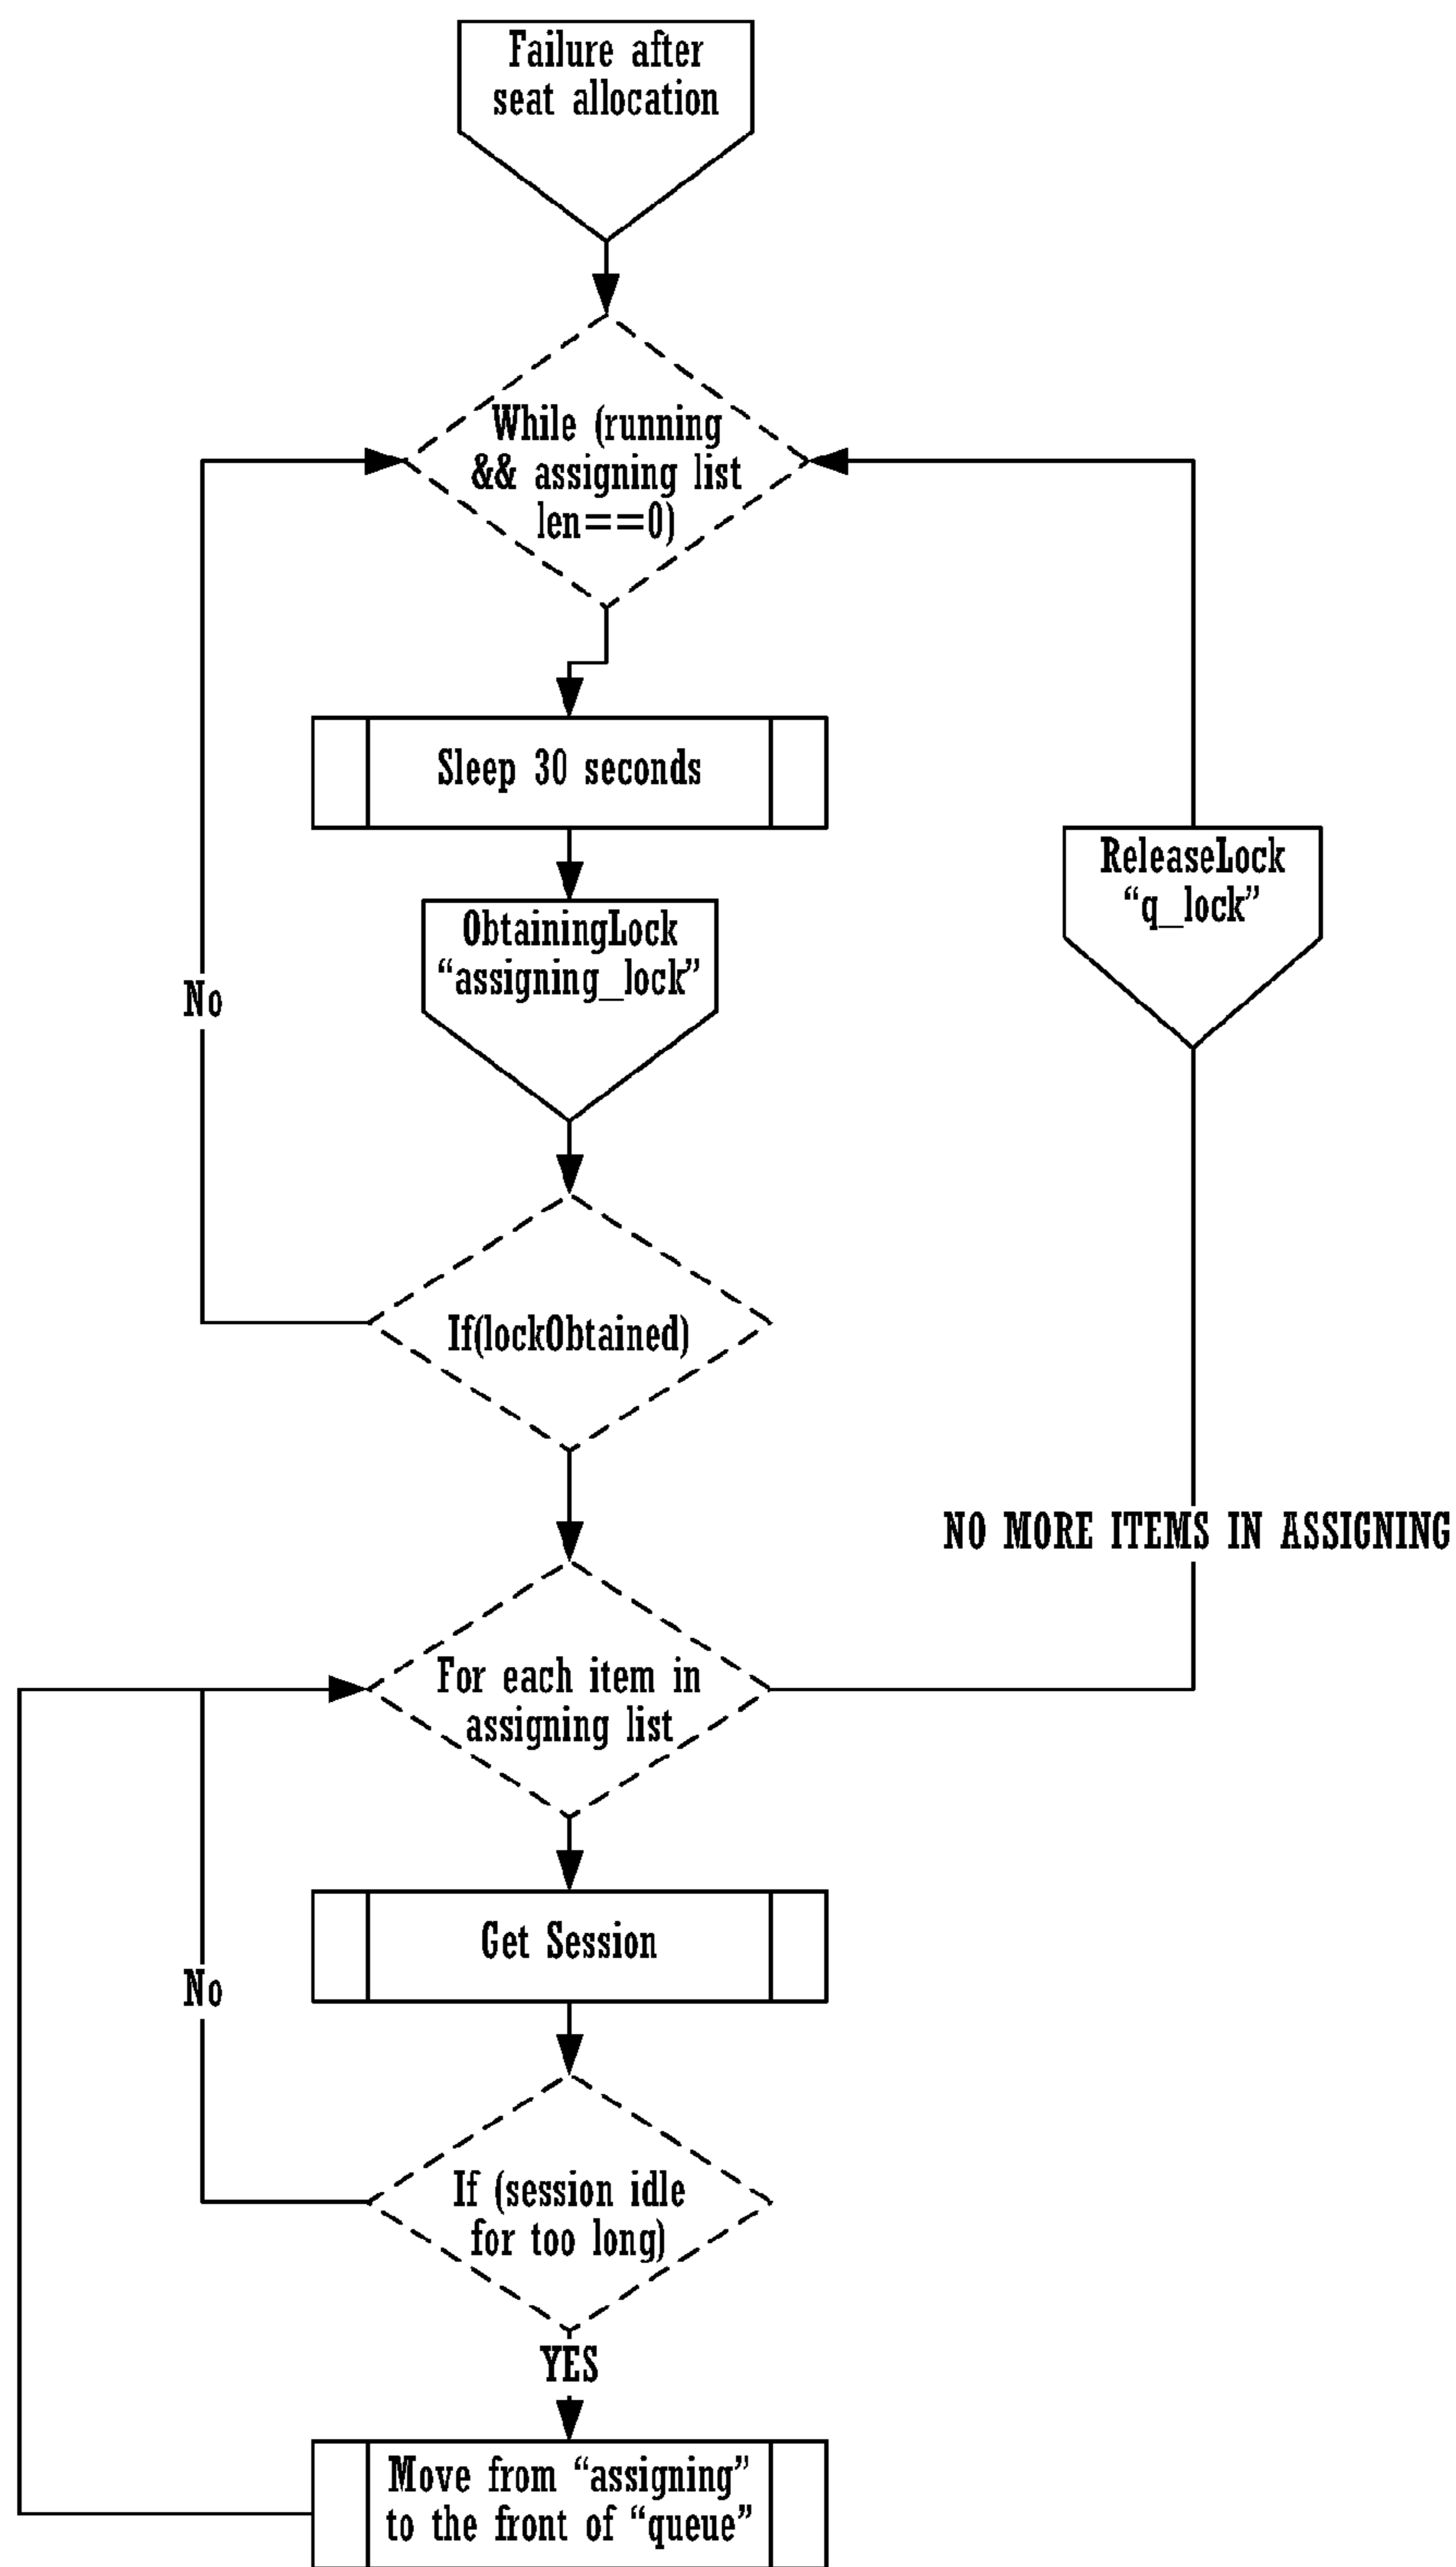 Failure after
seat allocation
While (running
&& assigning list
len==0)
Sleep 30 seconds
ReleaseLock
“q_lock”
ObtainingLock
“assigning_lock”
No
If(lockObtained)
NO MORE ITEMS IN ASSIGNING
For each item in
assigning list
Get Session
No
If (session idle
for too long)
YES
Move from “assigning”
to the front of “queue”